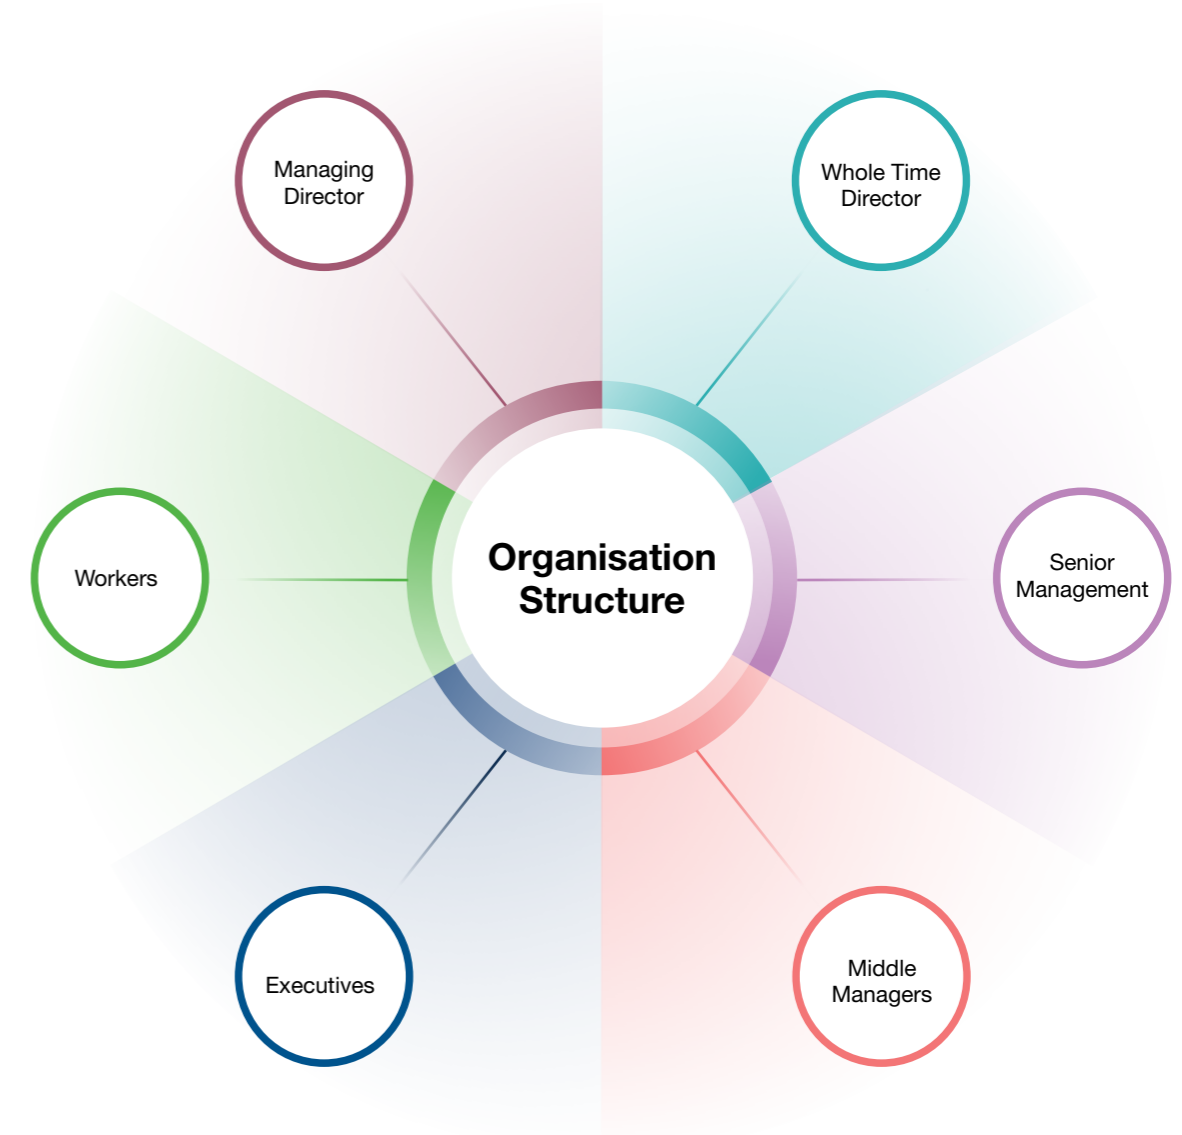 Managing
Director
Whole Time
Director
Workers
Organisation
Structure
Senior
Management
Executives
Middle
Managers